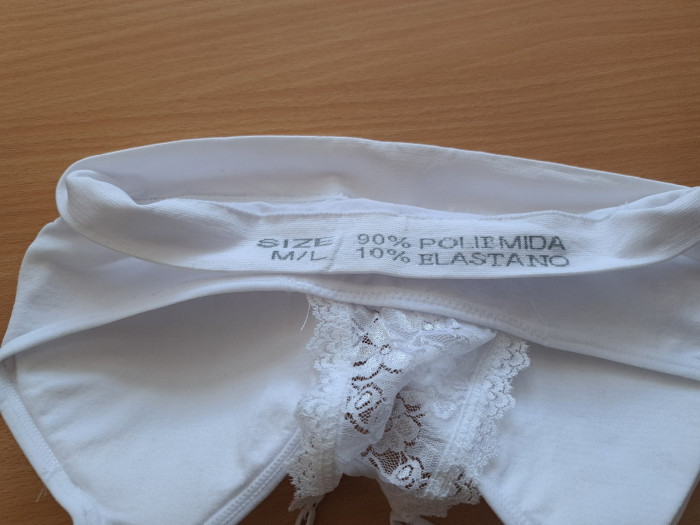 SIZE 90% POLIEMIDA
M/L 10% ELASTANO